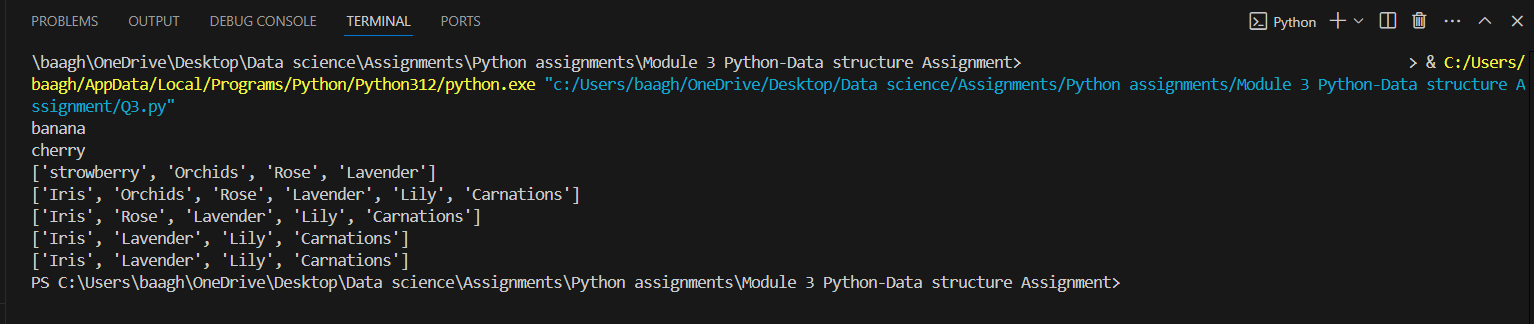 PROBLEMS OUTPUT DEBUG CONSOLE TERMINAL PORTS Python
\baagh\OneDrive\Desktop\Data science\Assignments\Python assignments\Module 3 Python-Data structure Assignment> > & C:/Users/
baagh/AppData/Local/Programs/Python/Python312/python.exe "c:/Users/baagh/OneDrive/Desktop/Data science/Assignments/Python assignments/Module 3 Python-Data structure A
ssignment/Q3.py"
banana
cherry
['strowberry', 'Orchids', 'Rose', 'Lavender']
['Iris', 'Orchids', 'Rose', 'Lavender', 'Lily', 'Carnations']
['Iris', 'Rose', 'Lavender', 'Lily', 'Carnations']
['Iris', 'Lavender', 'Lily', 'Carnations']
['Iris', 'Lavender', 'Lily', 'Carnations']
PS C:\Users\baagh\OneDrive\Desktop\Data science\Assignments\Python assignments\Module 3 Python-Data structure Assignment>